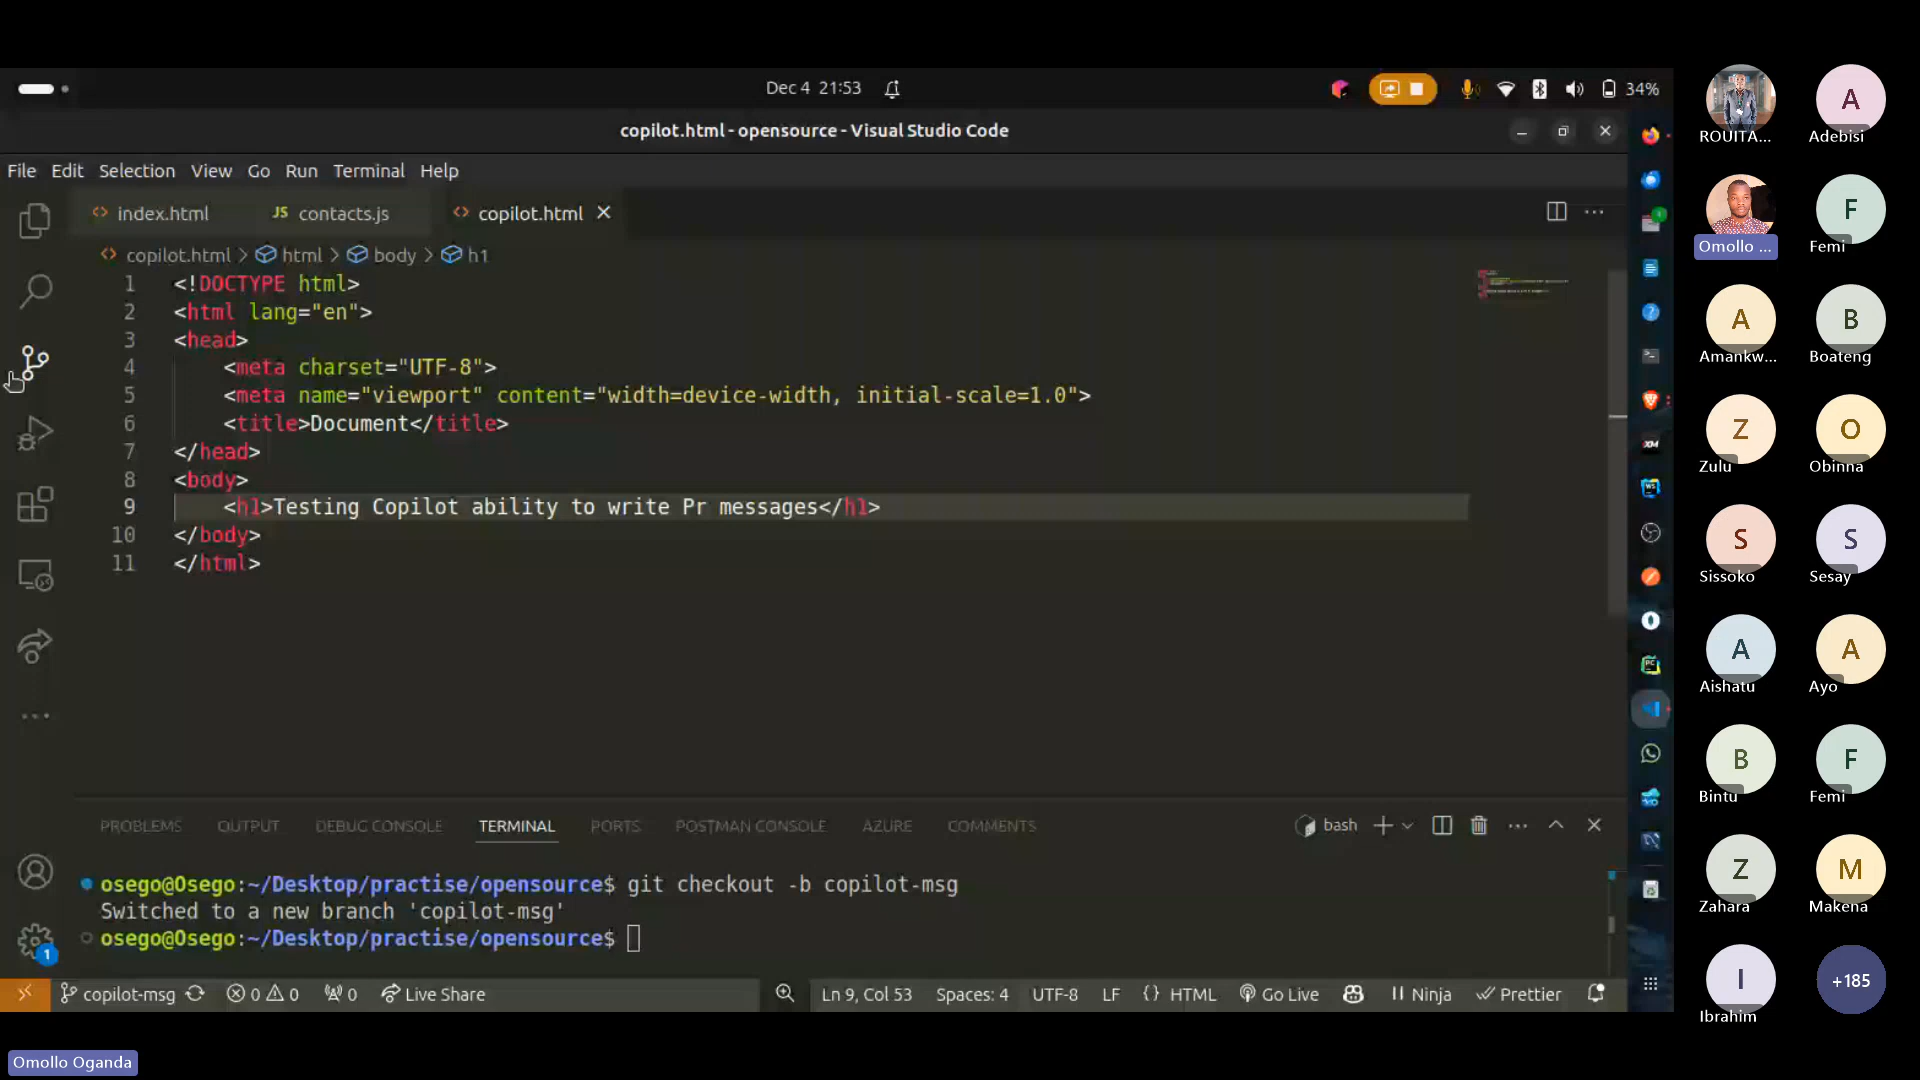 Dec 4 21:53
34%
copilot.html - opensource - Visual Studio Code
File Edit Selection View Go Run Terminal Help
index.html
JS contacts.js
copilot.html
copilot.html > html > body > h1
1 <!DOCTYPE html>
2 <html lang="en">
3 <head>
4 <meta charset="UTF-8">
5 <meta name="viewport" content="width=device-width, initial-scale=1.0">
6 <title>Document</title>
7 </head>
8 <body>
9 <h1>Testing Copilot ability to write Pr messages</h1>
10 </body>
11 </html>
PROBLEMS OUTPUT DEBUG CONSOLE TERMINAL PORTS POSTMAN CONSOLE AZURE COMMENTS
bash
osego@Osego:~/Desktop/practise/opensource$ git checkout -b copilot-msg
Switched to a new branch 'copilot-msg'
osego@Osego:~/Desktop/practise/opensource$
1
copilot-msg 0 0 0 Live Share
Ln 9, Col 53 Spaces: 4 UTF-8 LF {} HTML Go Live Ninja Prettier
ROUITA...
A
Adebisi
Omollo ...
F
Femi
A
Amankw...
B
Boateng
Z
Zulu
O
Obinna
S
Sissoko
S
Sesay
A
Aishatu
A
Ayo
B
Bintu
F
Femi
Z
Zahara
M
Makena
I
Ibrahim
+185
Omollo Oganda